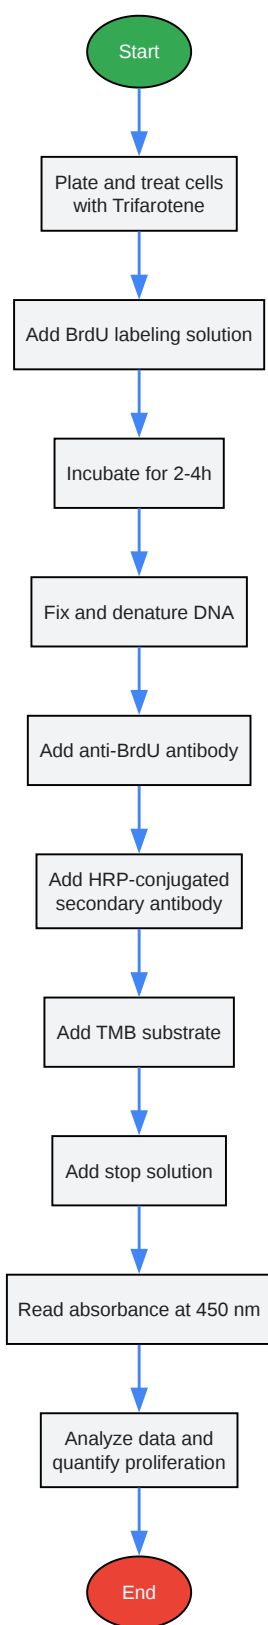 Start
Plate and treat cells
with Trifarotene
Add BrdU labeling solution
Incubate for 2-4h
Fix and denature DNA
Add anti-BrdU antibody
Add HRP-conjugated
secondary antibody
Add TMB substrate
Add stop solution
Read absorbance at 450 nm
Analyze data and
quantify proliferation
End